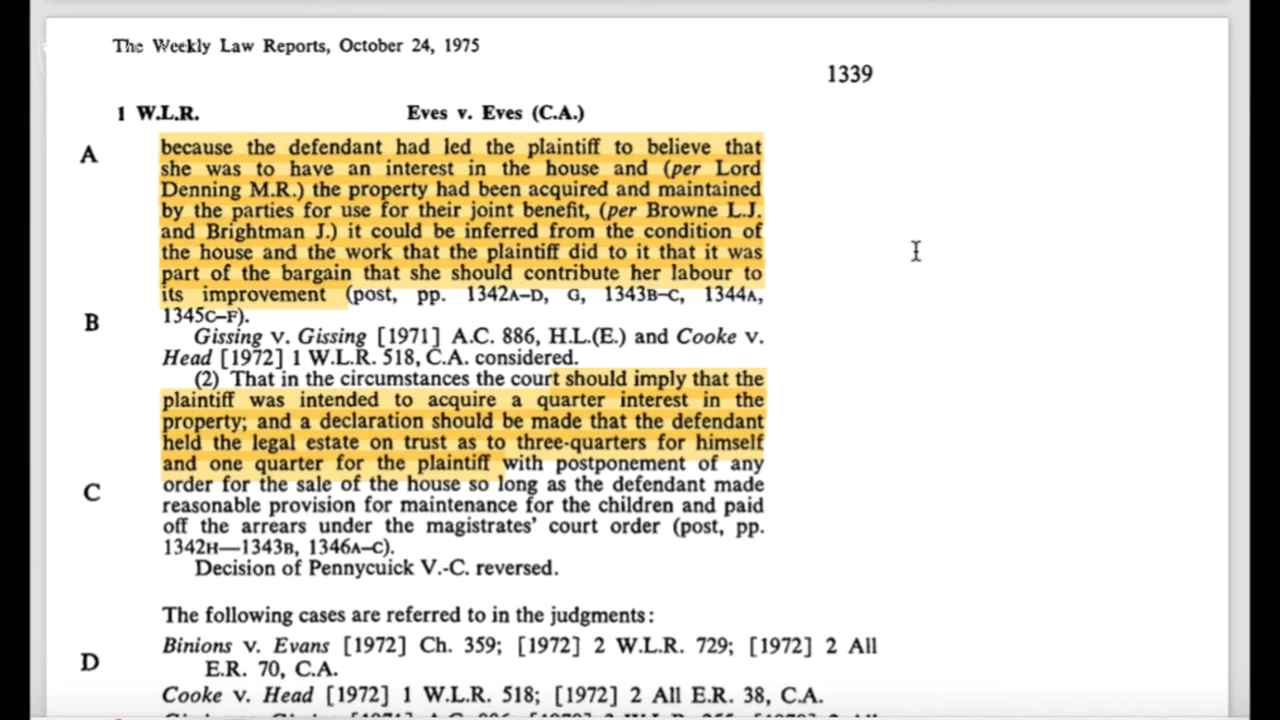 The Weekly Law Reports, October 24, 1975
1339
1 W.L.R. Eves v. Eves (C.A.)
A because the defendant had led the plaintiff to believe that
she was to have an interest in the house and (per Lord
Denning M.R.) the property had been acquired and maintained
by the parties for use for their joint benefit, (per Browne L.J.
and Brightman J.) it could be inferred from the condition of
the house and the work that the plaintiff did to it that it was
part of the bargain that she should contribute her labour to
its improvement (post, pp. 1342A–D, G, 1343B–C, 1344A,
B 1345C–F).
Gissing v. Gissing [1971] A.C. 886, H.L.(E.) and Cooke v.
Head [1972] 1 W.L.R. 518, C.A. considered.
(2) That in the circumstances the court should imply that the
plaintiff was intended to acquire a quarter interest in the
property; and a declaration should be made that the defendant
held the legal estate on trust as to three-quarters for himself
and one quarter for the plaintiff with postponement of any
C order for the sale of the house so long as the defendant made
reasonable provision for maintenance for the children and paid
off the arrears under the magistrates' court order (post, pp.
1342H—1343B, 1346A–C).
Decision of Pennycuick V.-C. reversed.
The following cases are referred to in the judgments:
D Binions v. Evans [1972] Ch. 359; [1972] 2 W.L.R. 729; [1972] 2 All
E.R. 70, C.A.
Cooke v. Head [1972] 1 W.L.R. 518; [1972] 2 All E.R. 38, C.A.